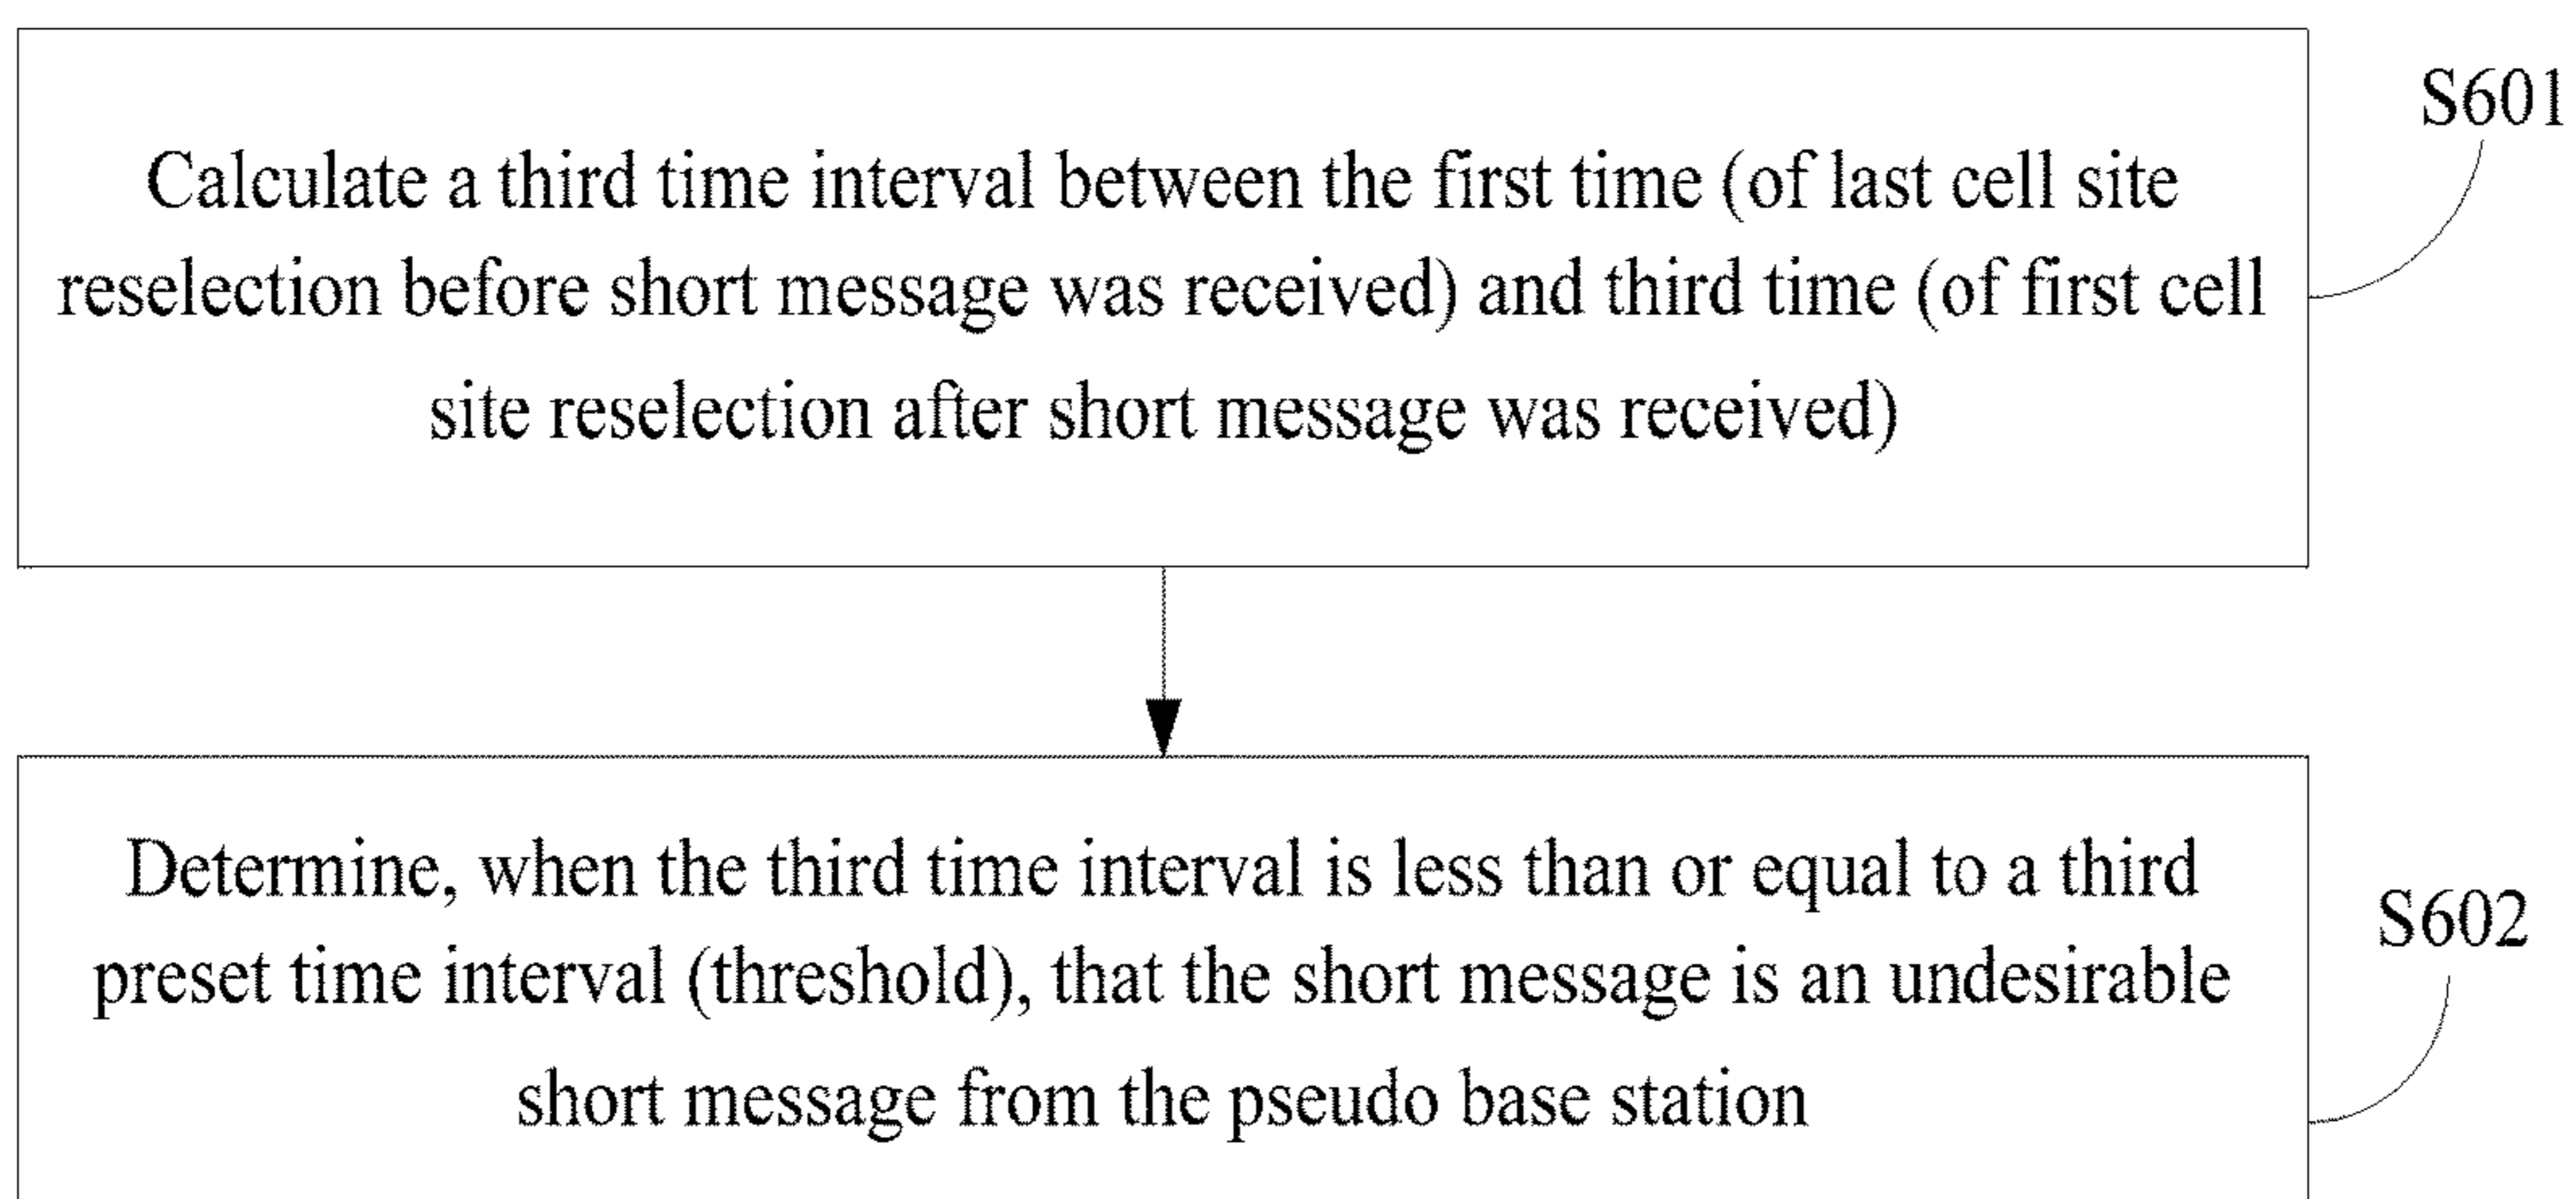 S601
Calculate a third time interval between the first time (of last cell site
reselection before short message was received) and third time (of first cell
site reselection after short message was received)
Determine, when the third time interval is less than or equal to a third
preset time interval (threshold), that the short message is an undesirable
short message from the pseudo base station
S602